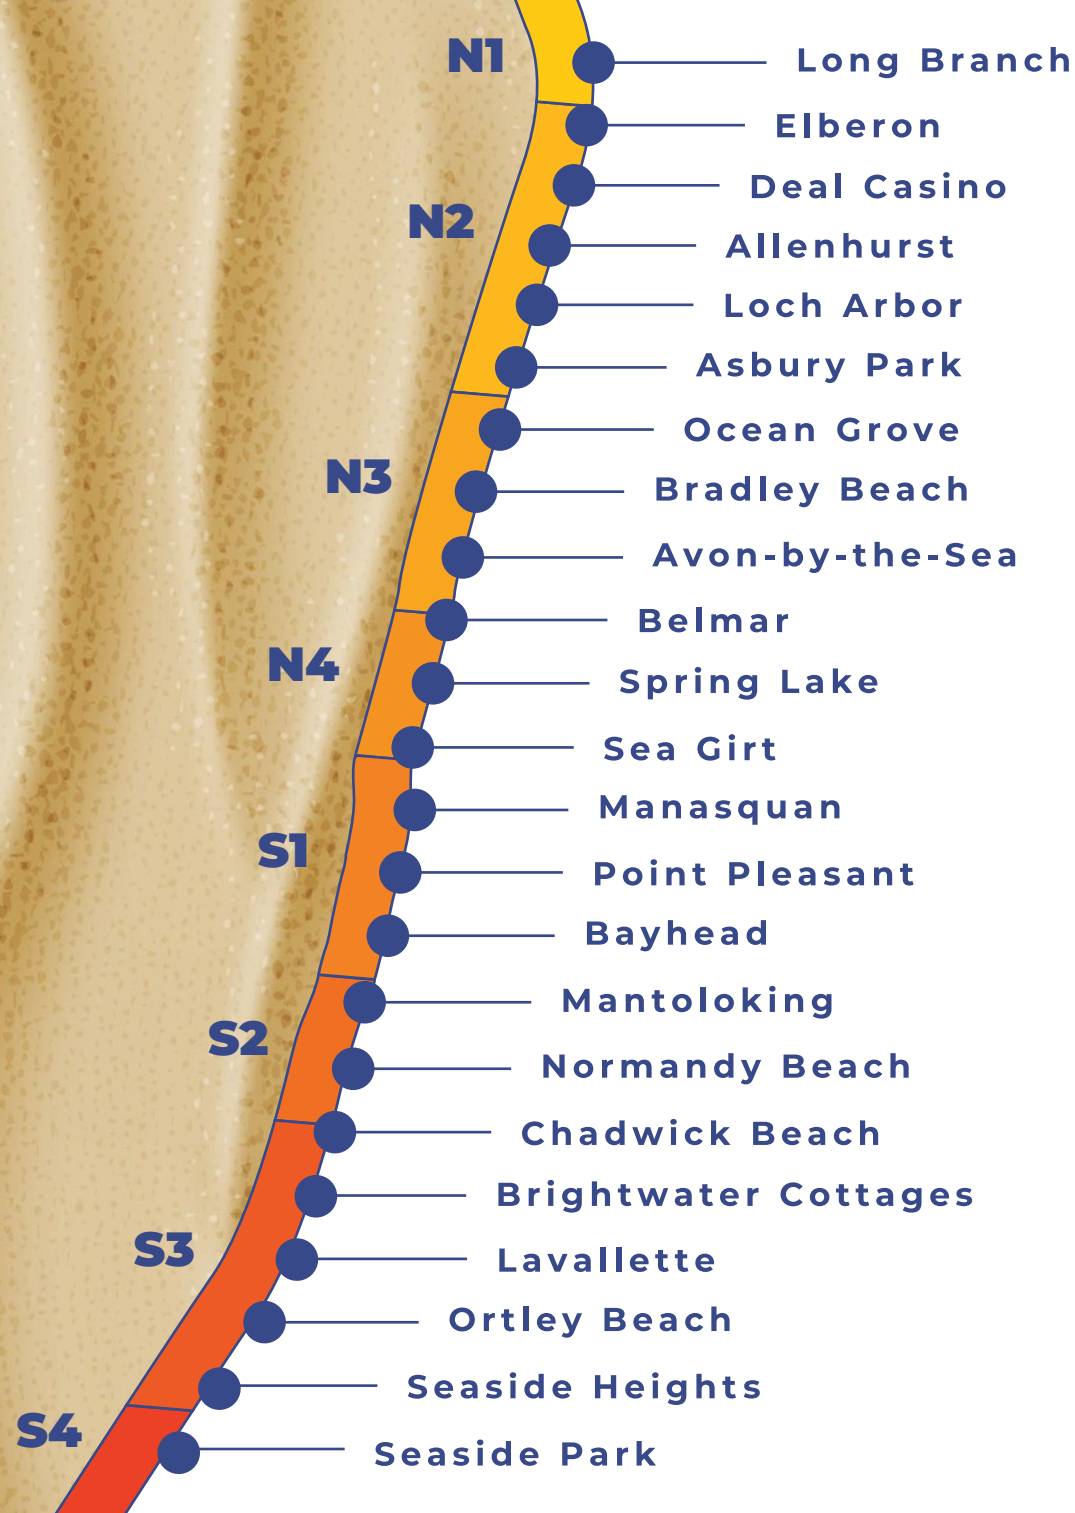 N1
Long Branch
Elberon
Deal Casino
N2
Allenhurst
Loch Arbor
Asbury Park
Ocean Grove
N3
Bradley Beach
Avon-by-the-Sea
Belmar
N4
Spring Lake
Sea Girt
Manasquan
S1
Point Pleasant
Bayhead
Mantoloking
S2
Normandy Beach
Chadwick Beach
Brightwater Cottages
S3
Lavallette
Ortley Beach
Seaside Heights
S4
Seaside Park